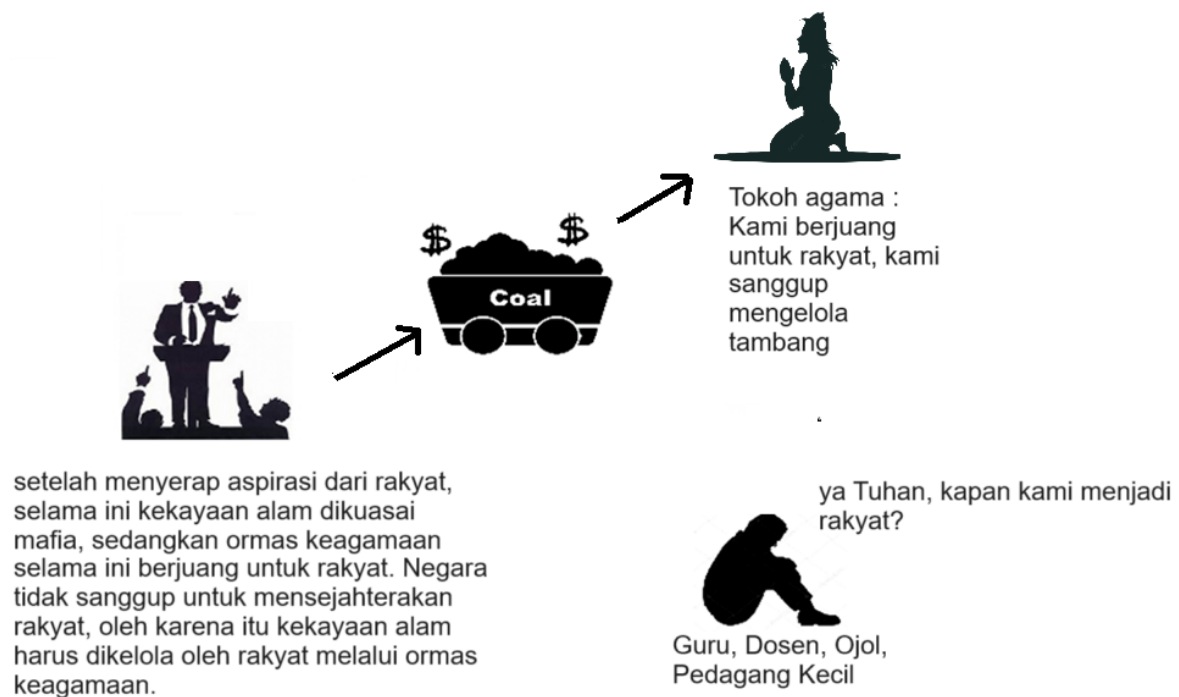 $
$
Coal
Tokoh agama :
Kami berjuang
untuk rakyat, kami
sanggup
mengelola
tambang
setelah menyerap aspirasi dari rakyat,
selama ini kekayaan alam dikuasai
mafia, sedangkan ormas keagamaan
selama ini berjuang untuk rakyat. Negara
tidak sanggup untuk mensejahterakan
rakyat, oleh karena itu kekayaan alam
harus dikelola oleh rakyat melalui ormas
keagamaan.
ya Tuhan, kapan kami menjadi
rakyat?
Guru, Dosen, Ojol,
Pedagang Kecil